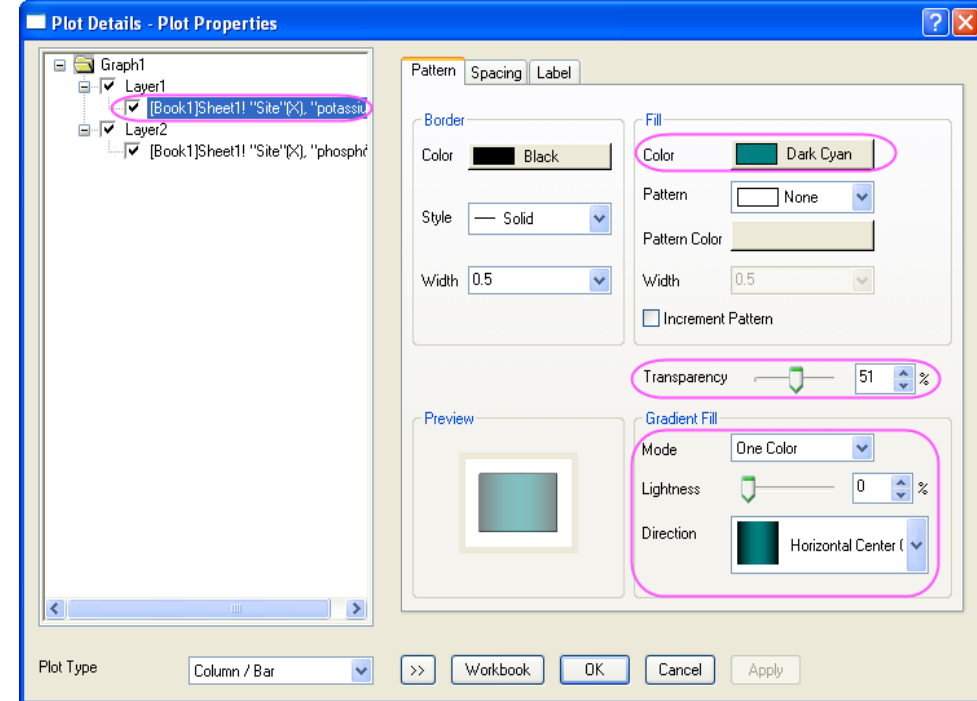 Plot Details - Plot Properties
Graph1
Layer1
[Book1]Sheet1! "Site"(X), "potassiu
Layer2
[Book1]Sheet1! "Site"(X), "phosphó
Pattern Spacing Label
Border
Color Black
Style Solid
Width 0.5
Fill
Color Dark Cyan
Pattern None
Pattern Color
Width 0.5
Increment Pattern
Transparency 51 %
Preview
Gradient Fill
Mode One Color
Lightness 0 %
Direction Horizontal Center (
Plot Type Column / Bar
>> Workbook OK Cancel Apply